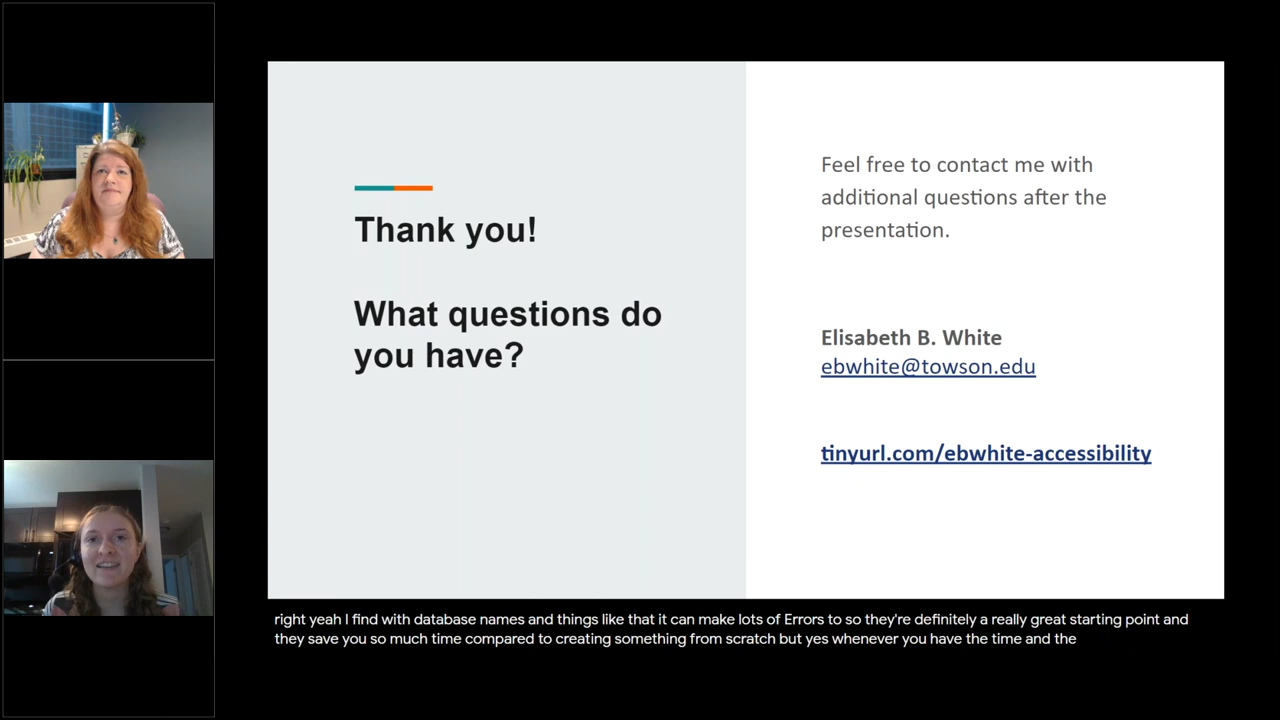 Thank you!
What questions do
you have?
Feel free to contact me with
additional questions after the
presentation.
Elisabeth B. White
ebwhite@towson.edu
tinyurl.com/ebwhite-accessibility
right yeah I find with database names and things like that it can make lots of Errors to so they're definitely a really great starting point and
they save you so much time compared to creating something from scratch but yes whenever you have the time and the